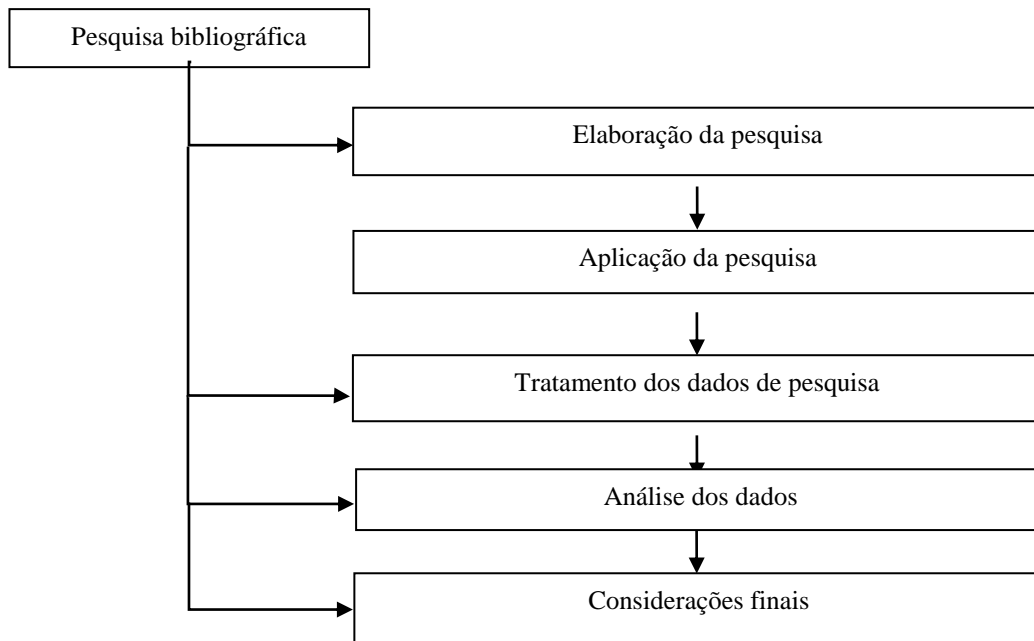 Pesquisa bibliográfica
Elaboração da pesquisa
Aplicação da pesquisa
Tratamento dos dados de pesquisa
Análise dos dados
Considerações finais